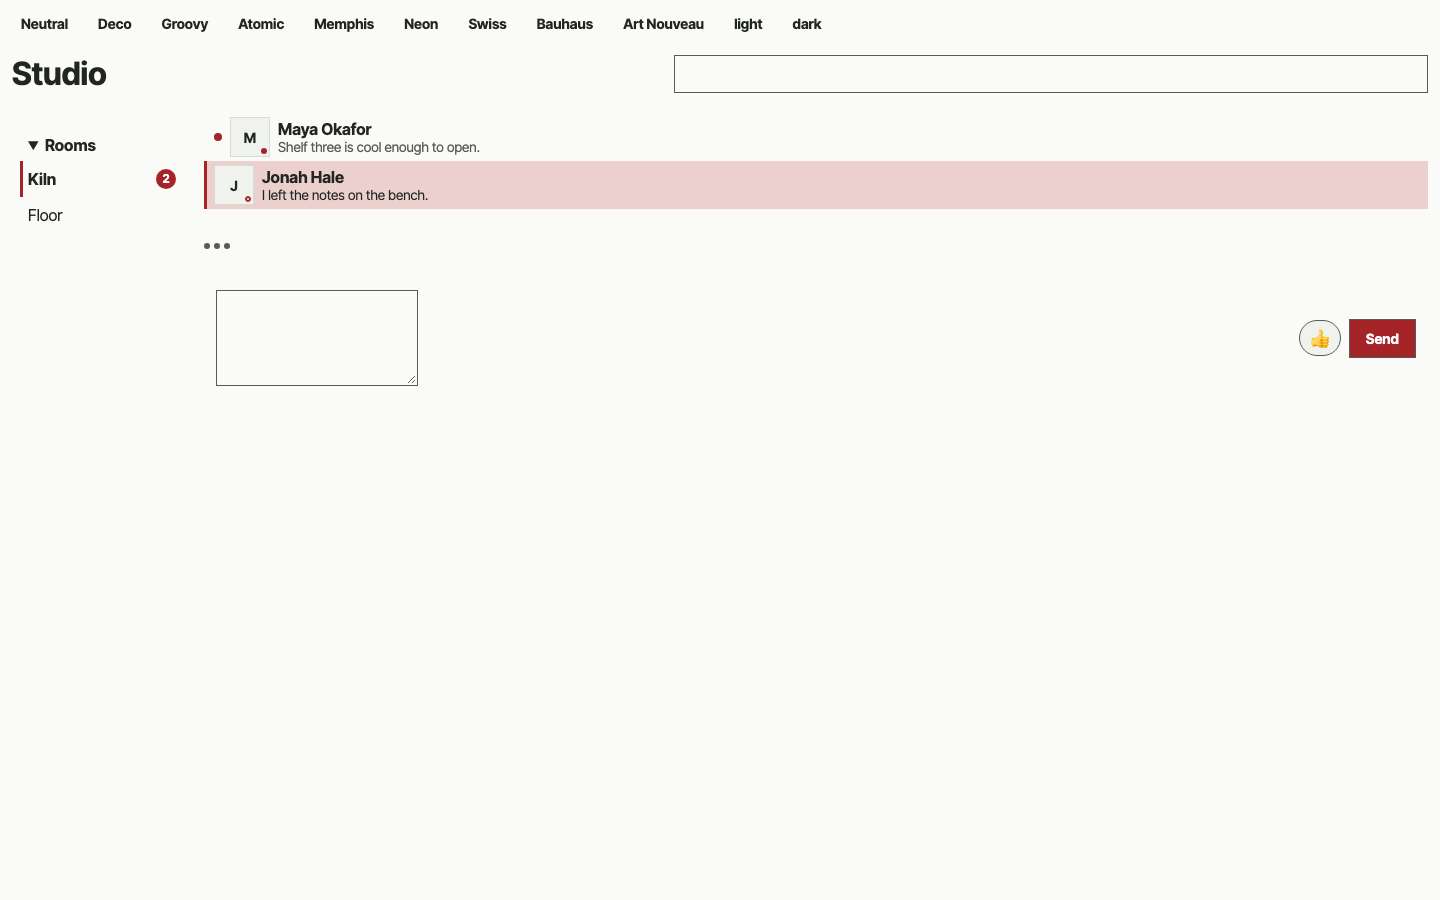 Neutral Deco Groovy Atomic Memphis Neon Swiss Bauhaus Art Nouveau light dark
Studio
Rooms
Kiln 2
Floor
M Maya Okafor
Shelf three is cool enough to open.
J Jonah Hale
I left the notes on the bench.
👍 Send